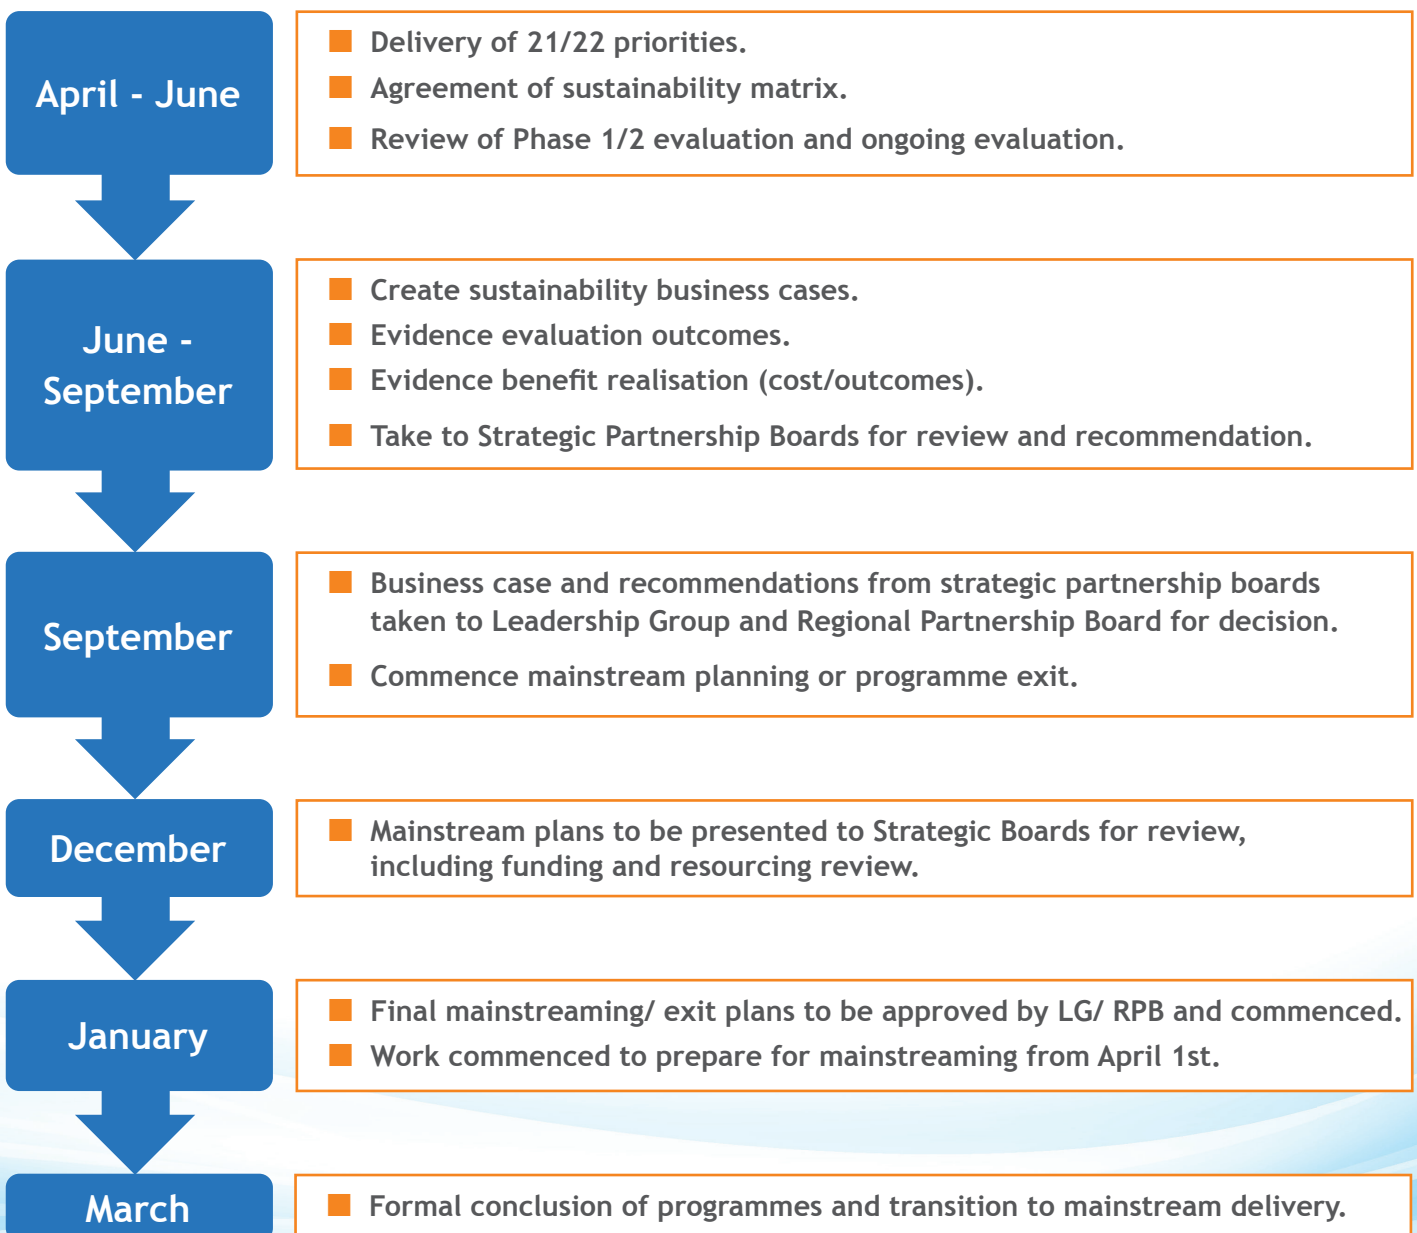 April - June
Delivery of 21/22 priorities.
Agreement of sustainability matrix.
Review of Phase 1/2 evaluation and ongoing evaluation.
June -
September
Create sustainability business cases.
Evidence evaluation outcomes.
Evidence benefit realisation (cost/outcomes).
Take to Strategic Partnership Boards for review and recommendation.
September
Business case and recommendations from strategic partnership boards
taken to Leadership Group and Regional Partnership Board for decision.
Commence mainstream planning or programme exit.
December
Mainstream plans to be presented to Strategic Boards for review,
including funding and resourcing review.
January
Final mainstreaming/ exit plans to be approved by LG/ RPB and commenced.
Work commenced to prepare for mainstreaming from April 1st.
March
Formal conclusion of programmes and transition to mainstream delivery.